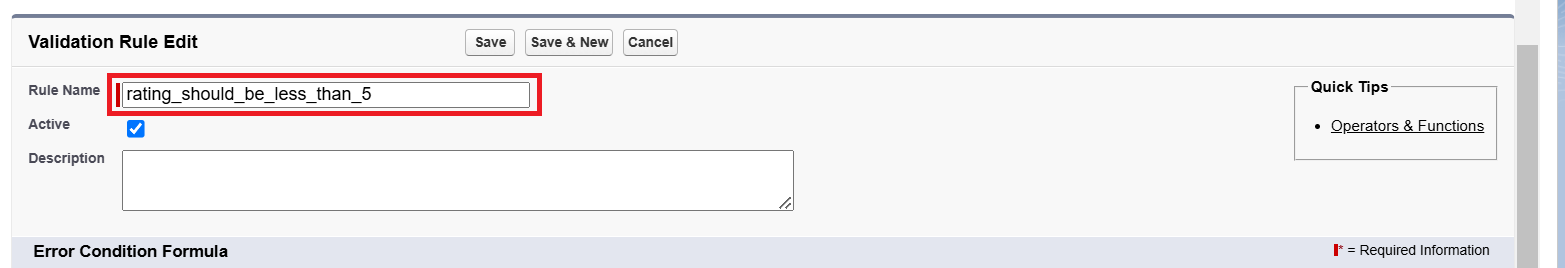 Validation Rule Edit
Save
Save & New
Cancel
Rule Name
rating_should_be_less_than_5
Quick Tips
Active
• Operators & Functions
Description
Error Condition Formula
* = Required Information